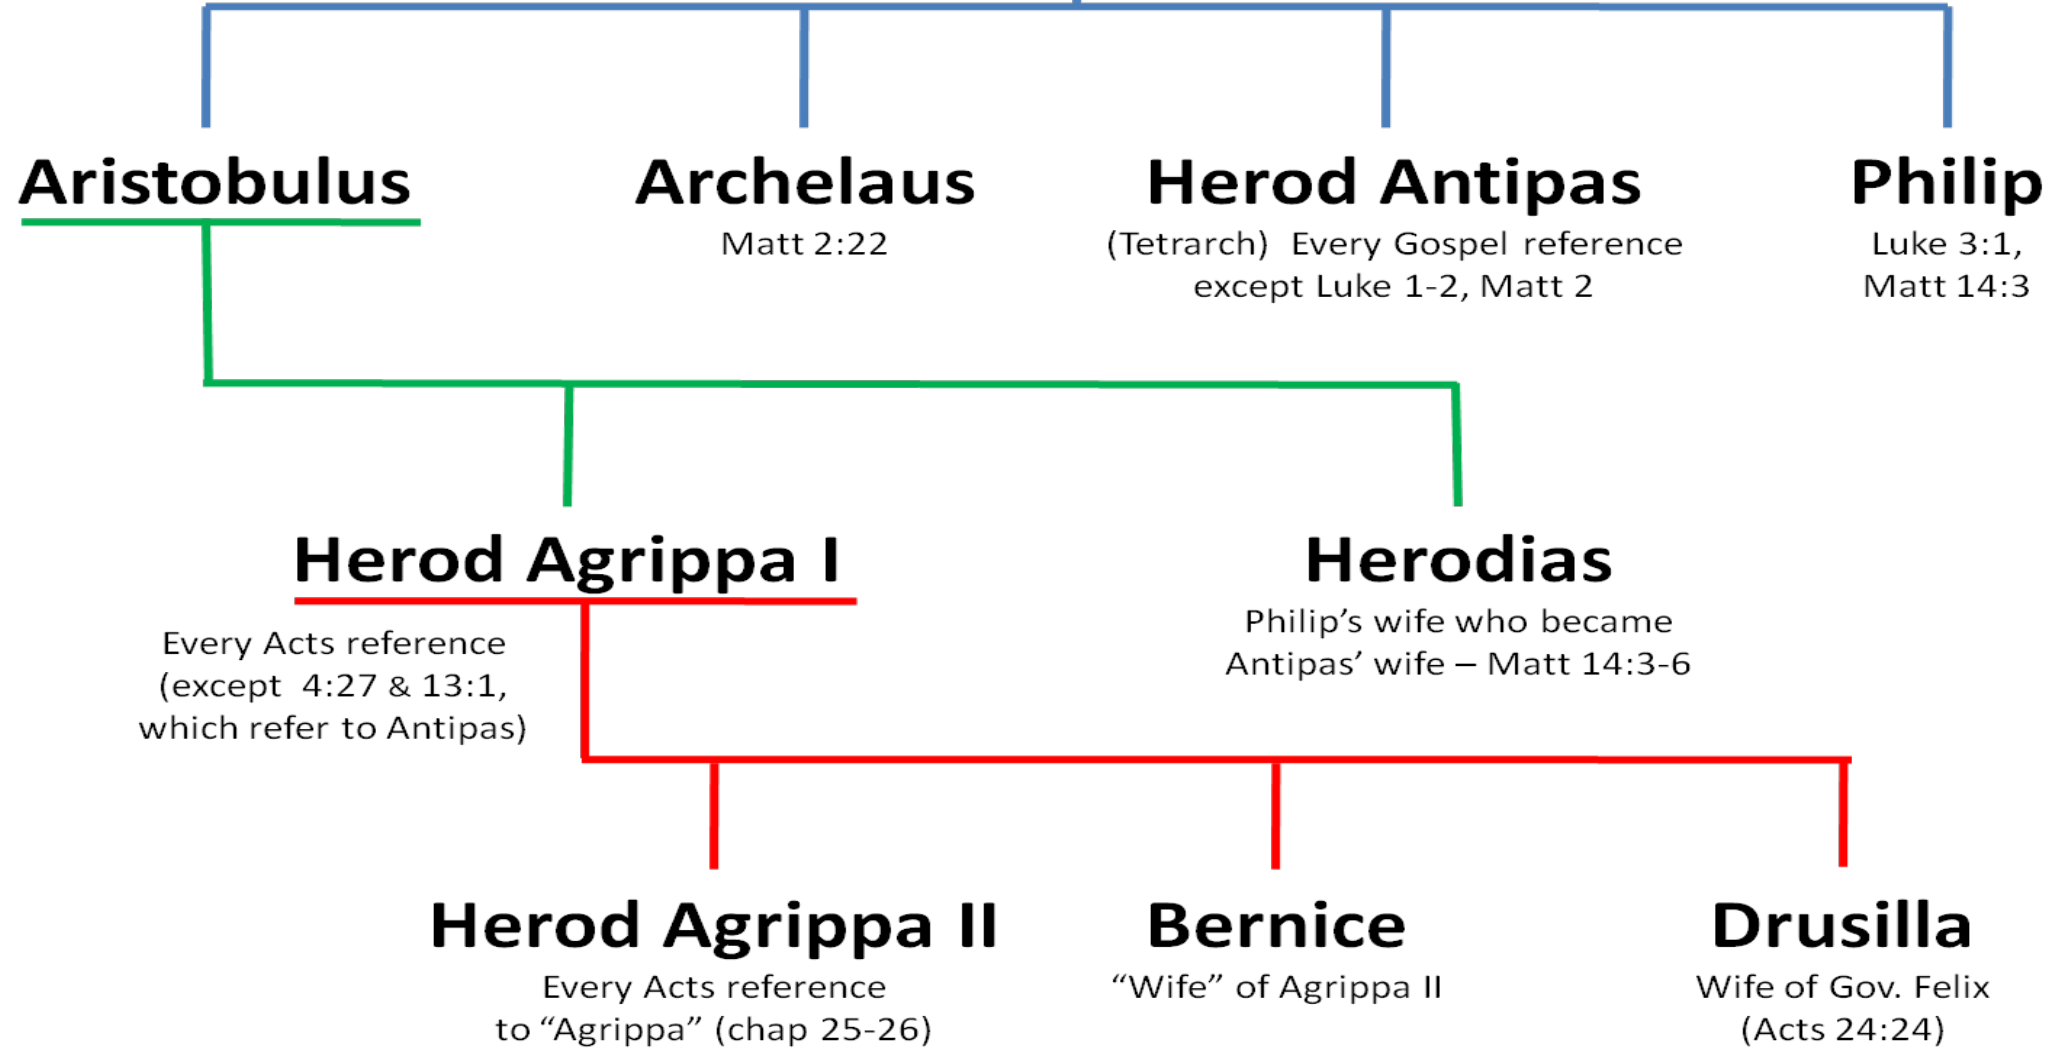 Aristobulus
Archelaus
Matt 2:22
Herod Antipas
(Tetrarch)  Every Gospel reference
except Luke 1-2, Matt 2
Philip
Luke 3:1,
Matt 14:3
Herod Agrippa I
Every Acts reference
(except  4:27 & 13:1,
which refer to Antipas)
Herodias
Philip’s wife who became
Antipas’ wife – Matt 14:3-6
Herod Agrippa II
Every Acts reference
to “Agrippa” (chap 25-26)
Bernice
“Wife” of Agrippa II
Drusilla
Wife of Gov. Felix
(Acts 24:24)